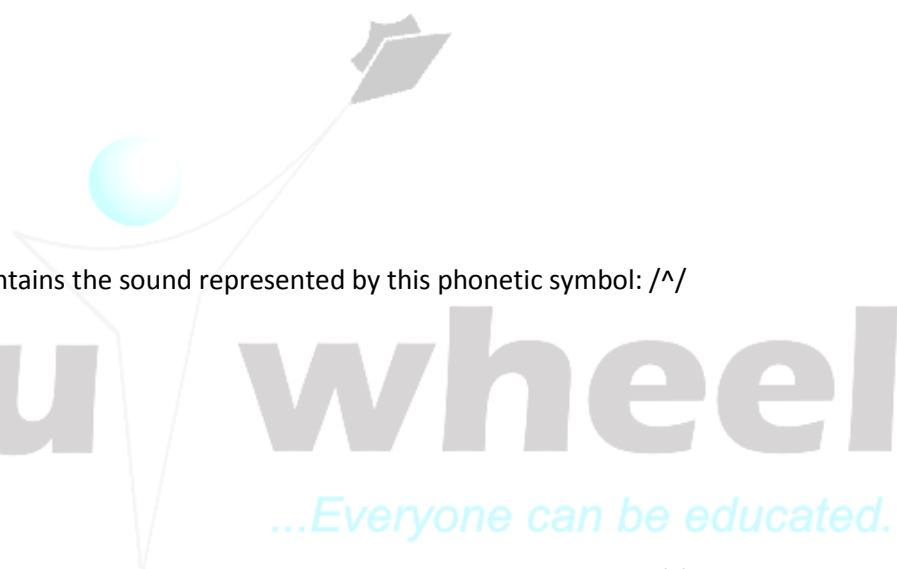 ntains the sound represented by this phonetic symbol: /^/
u wheel
...Everyone can be educated.